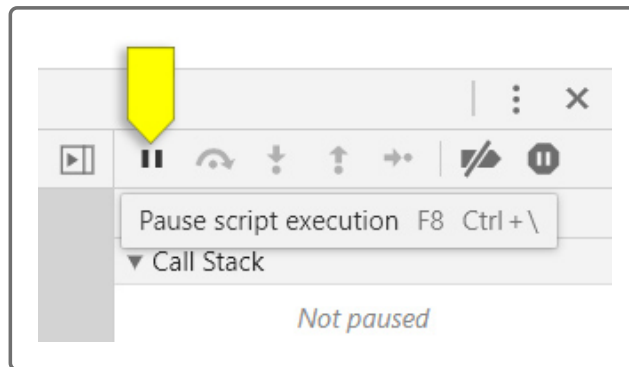 Pause script execution F8 Ctrl + \
Call Stack
Not paused